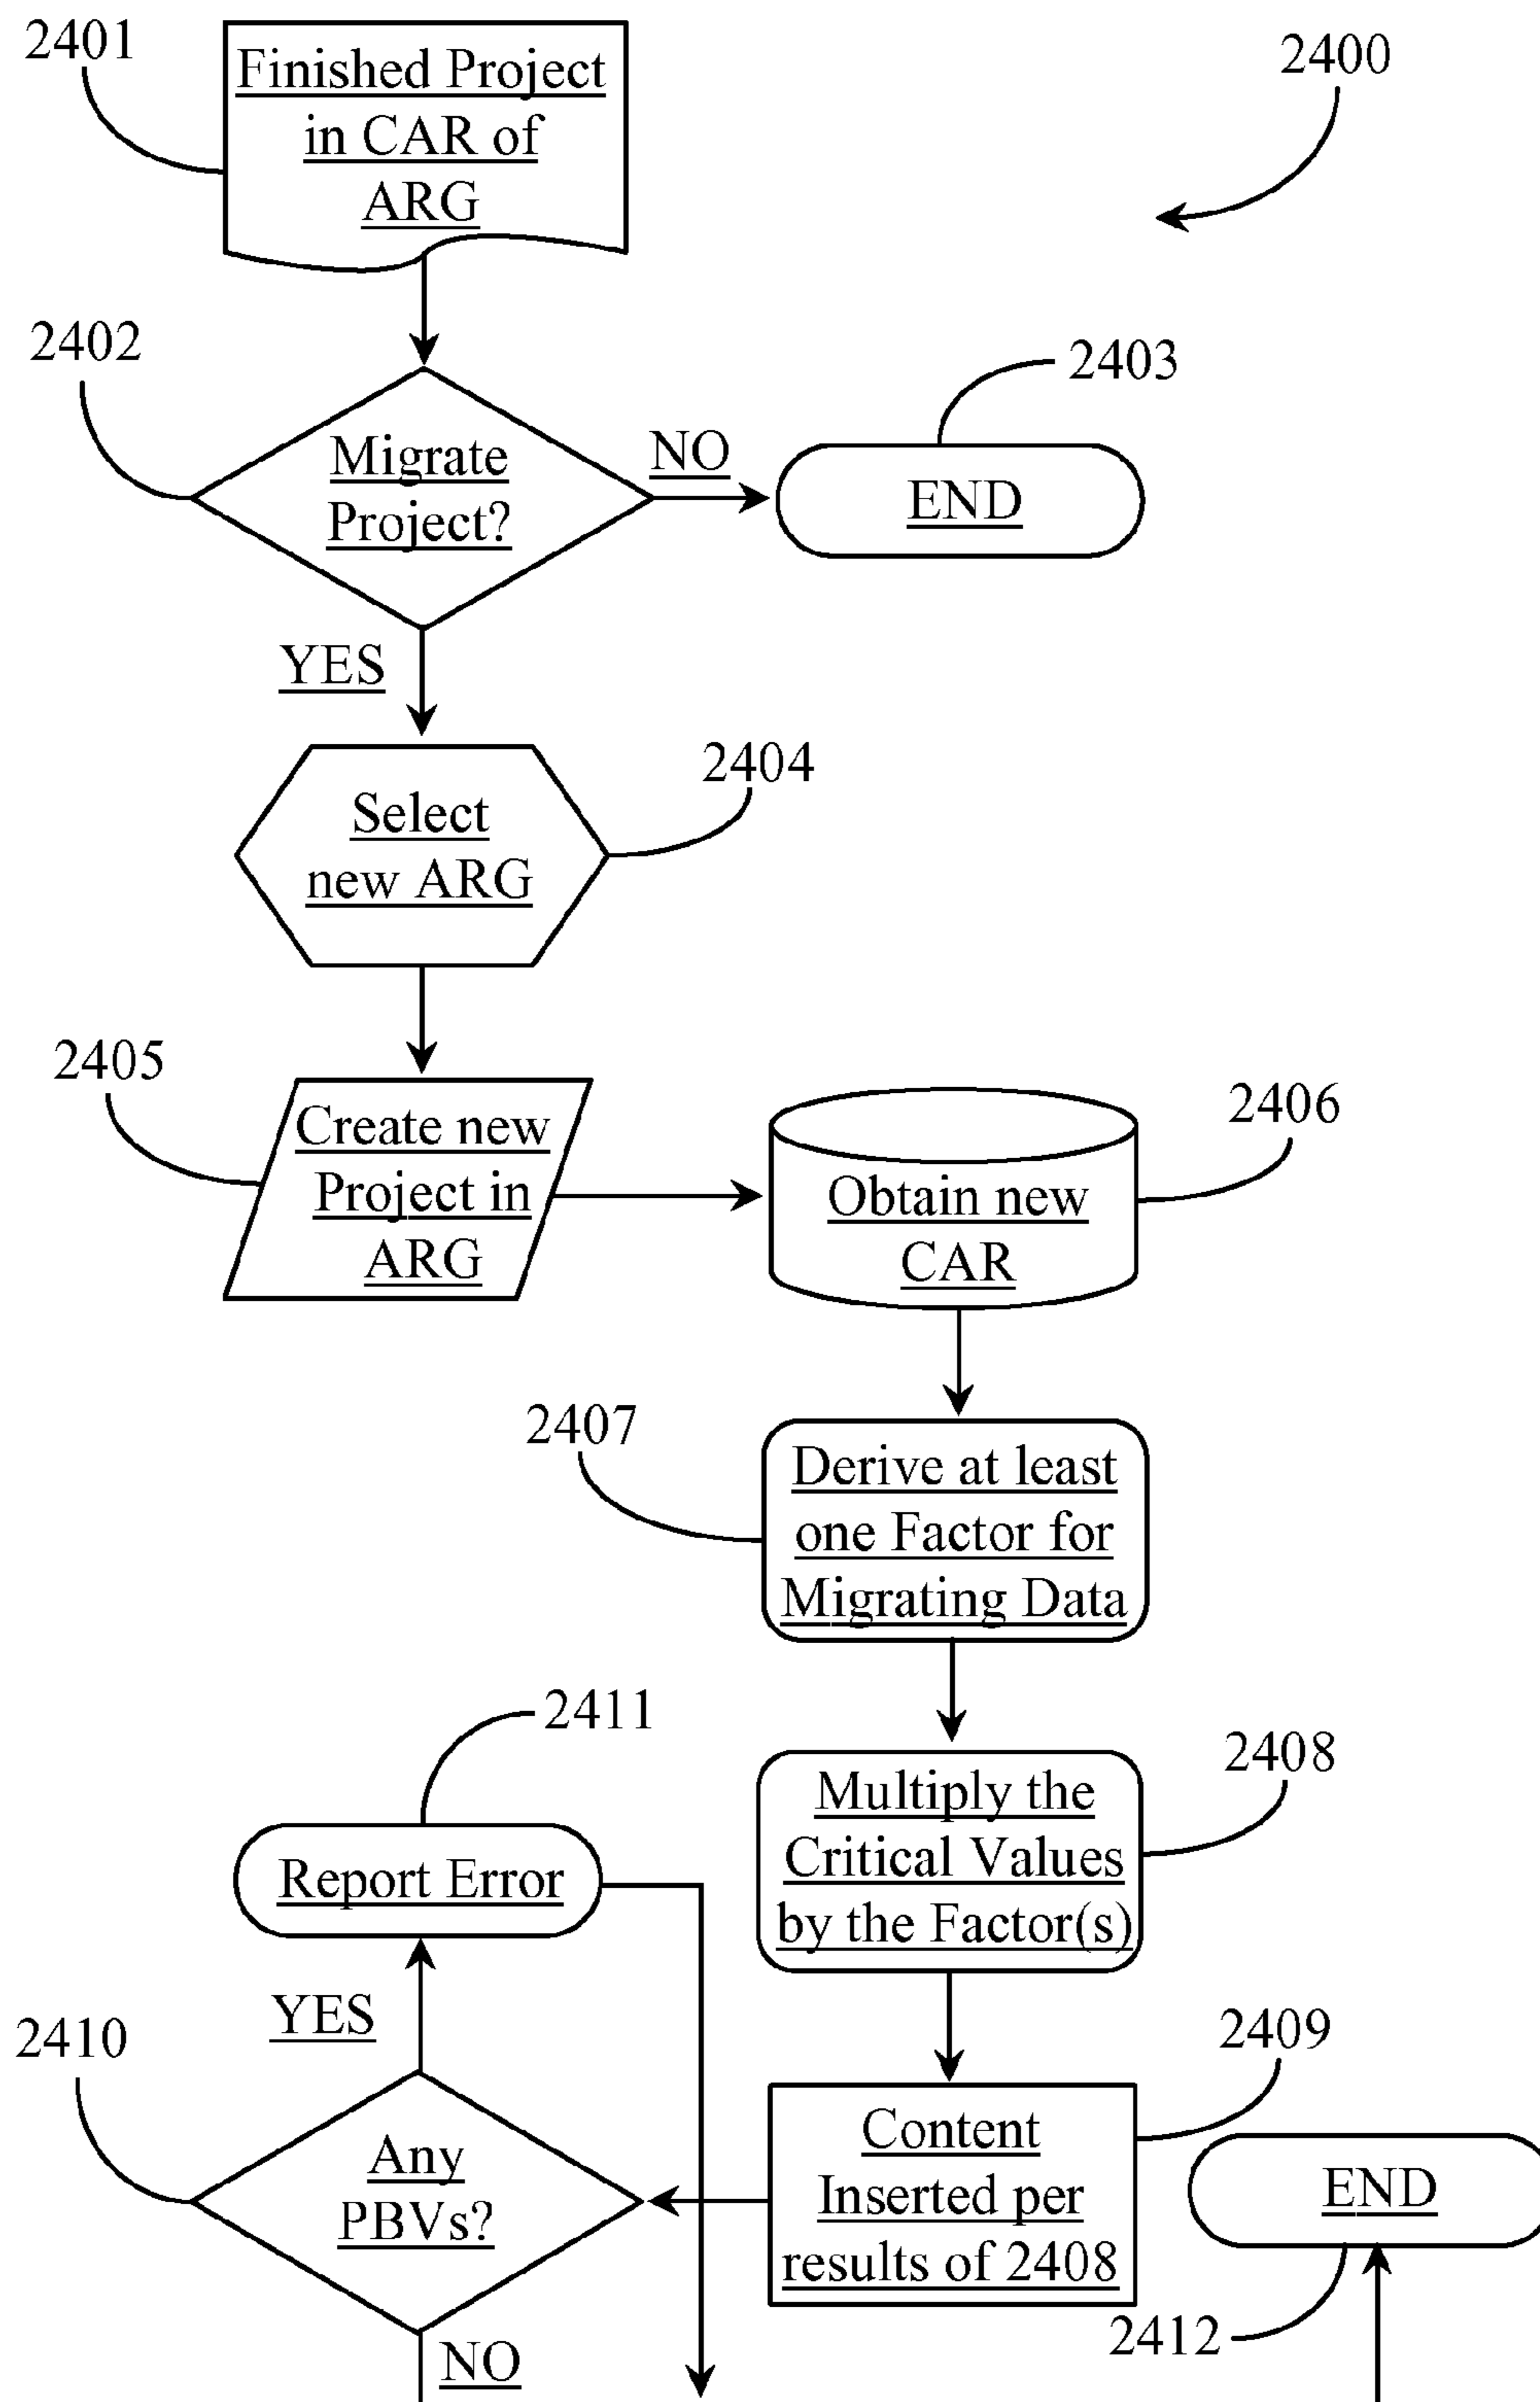 2401
Finished Project
in CAR of
ARG
2400
2402
Migrate
Project?
NO
2403
END
YES
2404
Select
new ARG
2405
Create new
Project in
ARG
2406
Obtain new
CAR
2407
Derive at least
one Factor for
Migrating Data
2408
Multiply the
Critical Values
by the Factor(s)
2411
Report Error
YES
2410
Any
PBVs?
NO
2409
Content
Inserted per
results of 2408
END
2412